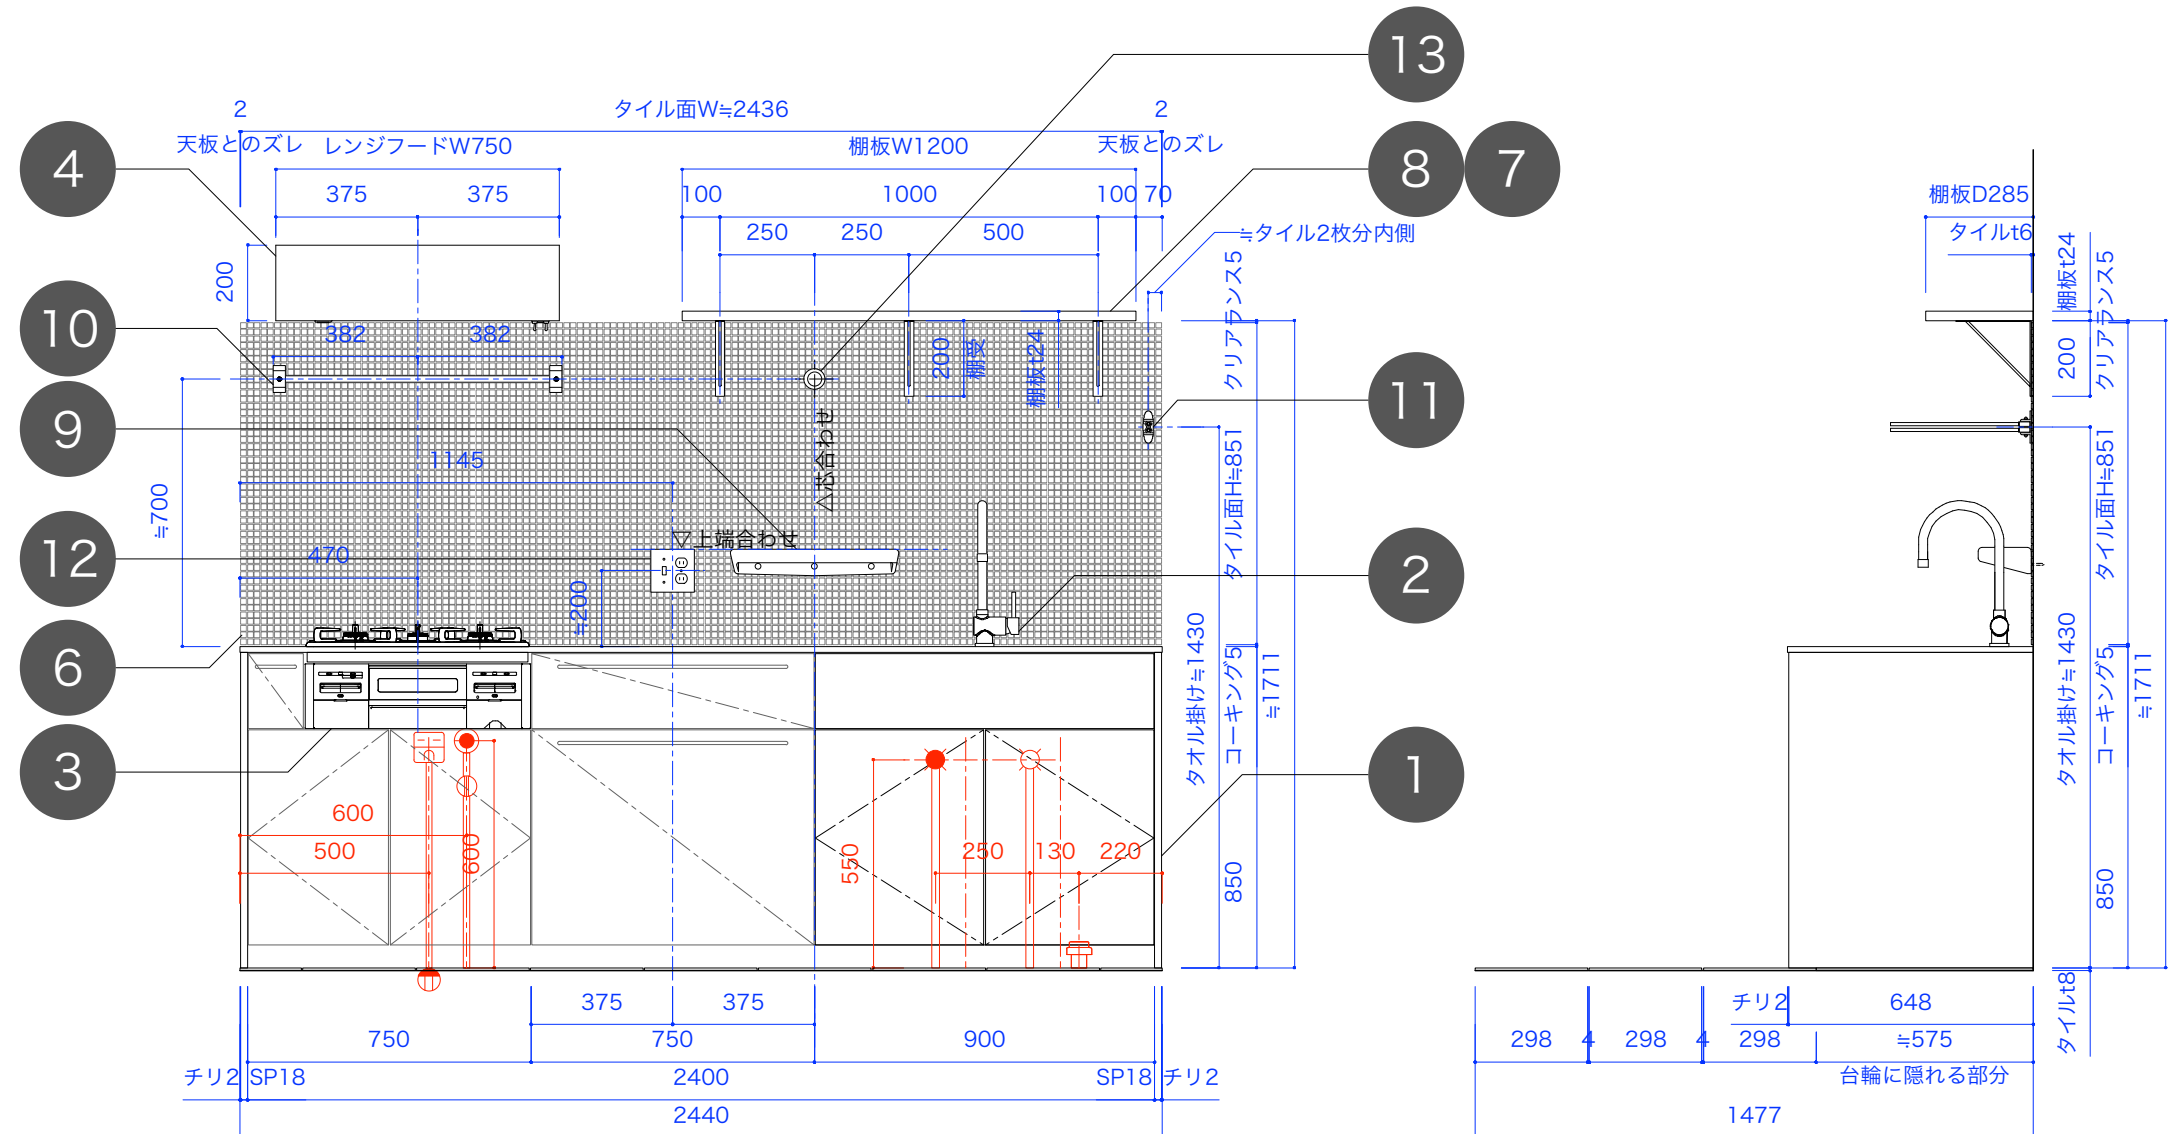 13
2
タイル面W≒2436
2
天板とのズレ
レンジフードW750
棚板W1200
天板とのズレ
4
8
7
375
375
100
1000
100
70
棚板D285
250
250
500
≒タイル2枚分内側
タイルt6
200
クリアランス5
棚板t24
クリアランス5
10
382
382
200
棚受
棚板t24
200
9
11
△芯合わせ
1145
タイル面H≒851
タイル面H≒851
≒700
12
▽上端合わせ
470
≒200
2
6
タオル掛け≒1430
コーキング5
≒1711
タオル掛け≒1430
コーキング5
≒1711
3
1
600
500
600
550
250
130
220
850
850
375
375
チリ2
648
タイルt8
750
750
900
298
4
298
4
298
≒575
チリ2
SP18
2400
SP18
チリ2
台輪に隠れる部分
2440
1477